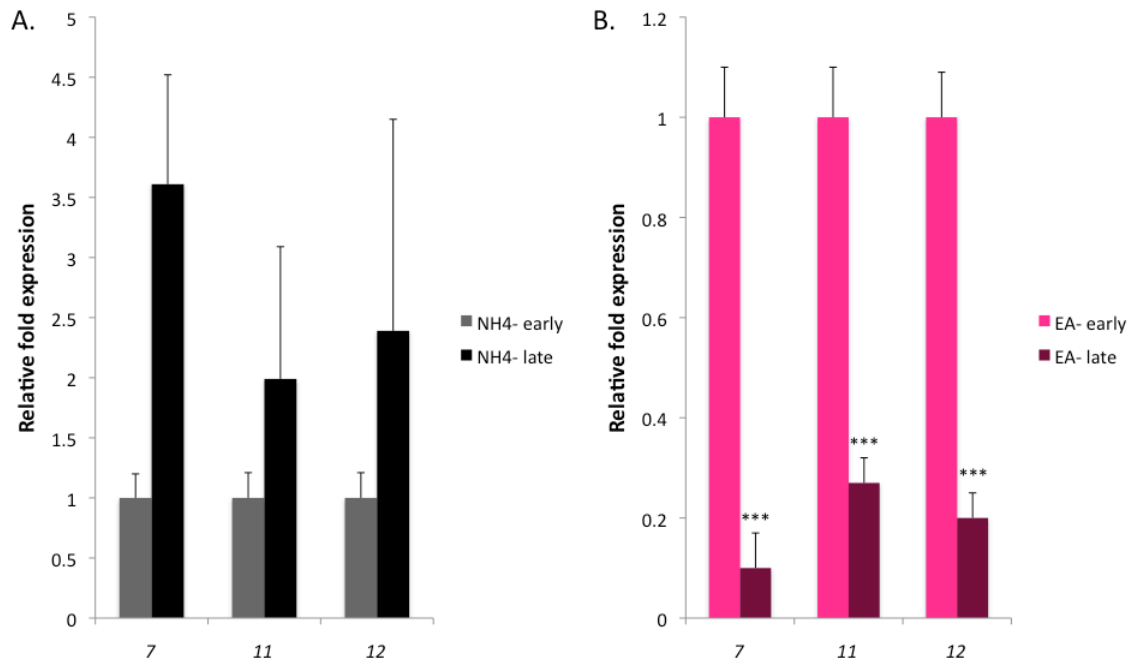 A.
Relative fold expression
5
4.5
4
3.5
3
2.5
2
1.5
1
0.5
0
7 11 12
NH4- early
NH4- late
B.
Relative fold expression
1.2
1
0.8
0.6
0.4
0.2
0
***
***
***
7 11 12
EA- early
EA- late